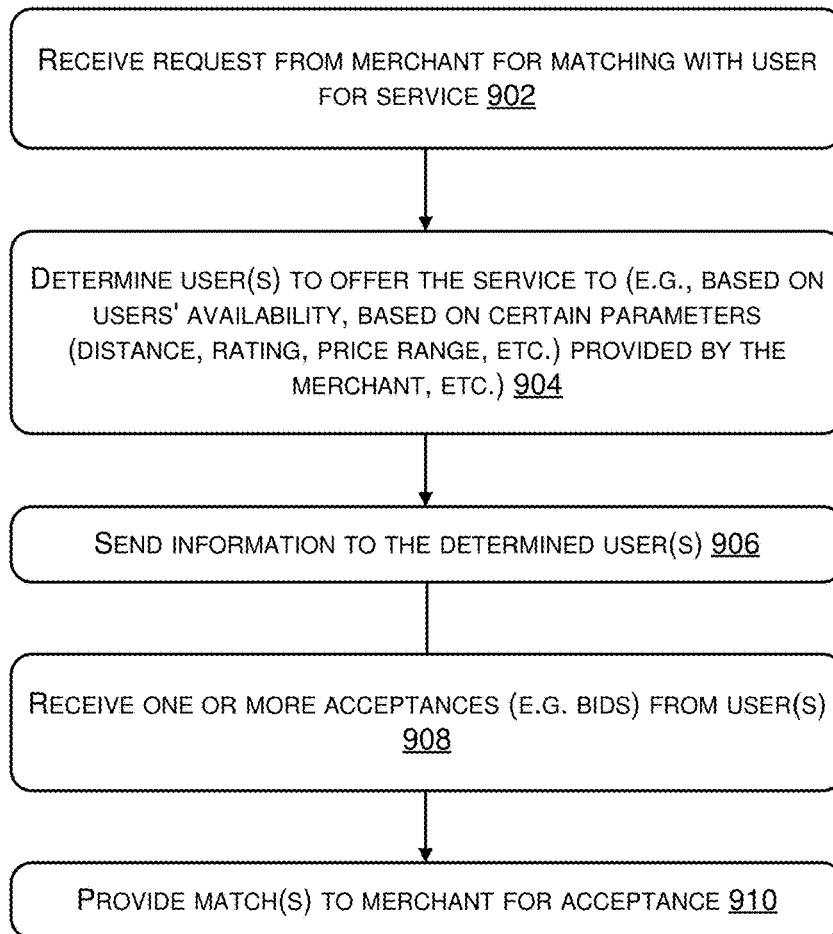 RECEIVE REQUEST FROM MERCHANT FOR MATCHING WITH USER
FOR SERVICE 902
DETERMINE USER(S) TO OFFER THE SERVICE TO (E.G., BASED ON
USERS' AVAILABILITY, BASED ON CERTAIN PARAMETERS
(DISTANCE, RATING, PRICE RANGE, ETC.) PROVIDED BY THE
MERCHANT, ETC.) 904
SEND INFORMATION TO THE DETERMINED USER(S) 906
RECEIVE ONE OR MORE ACCEPTANCES (E.G. BIDS) FROM USER(S)
908
PROVIDE MATCH(S) TO MERCHANT FOR ACCEPTANCE 910